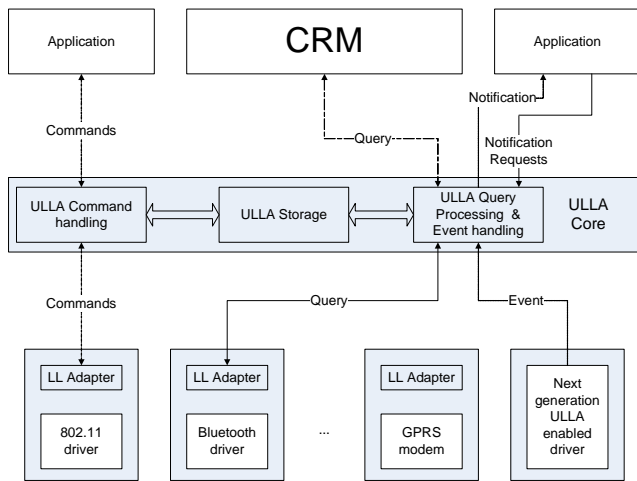 Application
CRM
Application
Notification
Commands
Query
Notification
Requests
ULLA Command
handling
ULLA Storage
ULLA Query
Processing &
Event handling
ULLA
Core
Commands
Query
Event
LL Adapter
802.11
driver
LL Adapter
Bluetooth
driver
...
LL Adapter
GPRS
modem
Next
generation
ULLA
enabled
driver